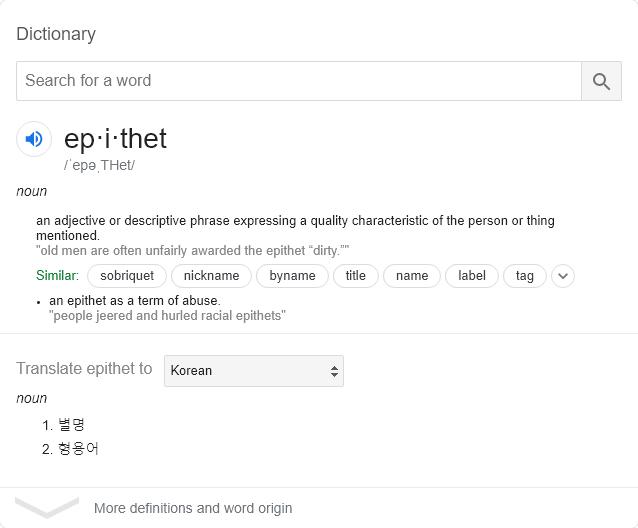 Dictionary
Search for a word
ep·i·thet
/ˈepəˌTHet/
noun
an adjective or descriptive phrase expressing a quality characteristic of the person or thing
mentioned.
"old men are often unfairly awarded the epithet “dirty.”"
Similar: sobriquet nickname byname title name label tag
• an epithet as a term of abuse.
"people jeered and hurled racial epithets"
Translate epithet to Korean
noun
1. 별명
2. 형용어
More definitions and word origin